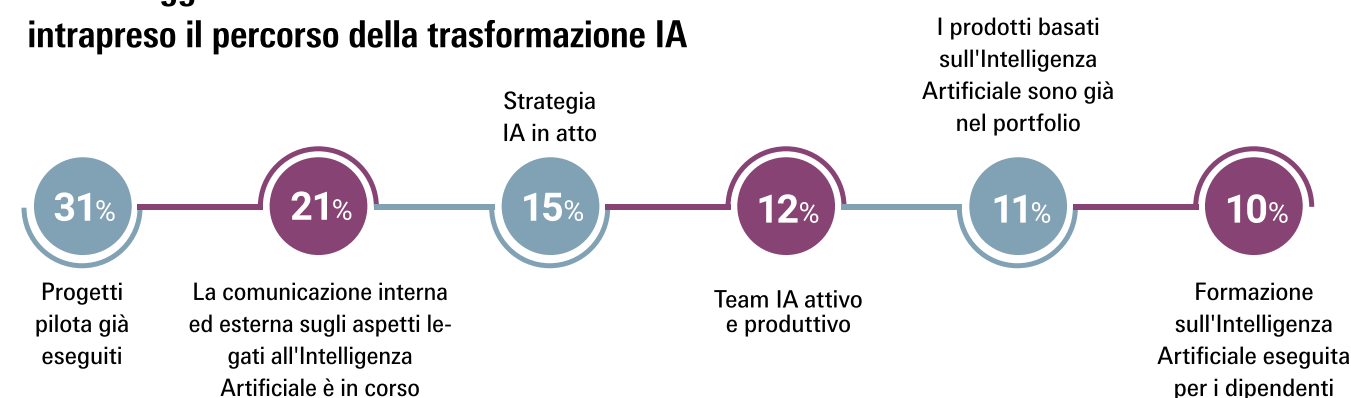 intrapreso il percorso della trasformazione IA
31%
Progetti
pilota già
eseguiti
21%
La comunicazione interna
ed esterna sugli aspetti le-
gati all'Intelligenza
Artificiale è in corso
Strategia
IA in atto
15%
12%
Team IA attivo
e produttivo
I prodotti basati
sull'Intelligenza
Artificiale sono già
nel portfolio
11%
10%
Formazione
sull'Intelligenza
Artificiale eseguita
per i dipendenti